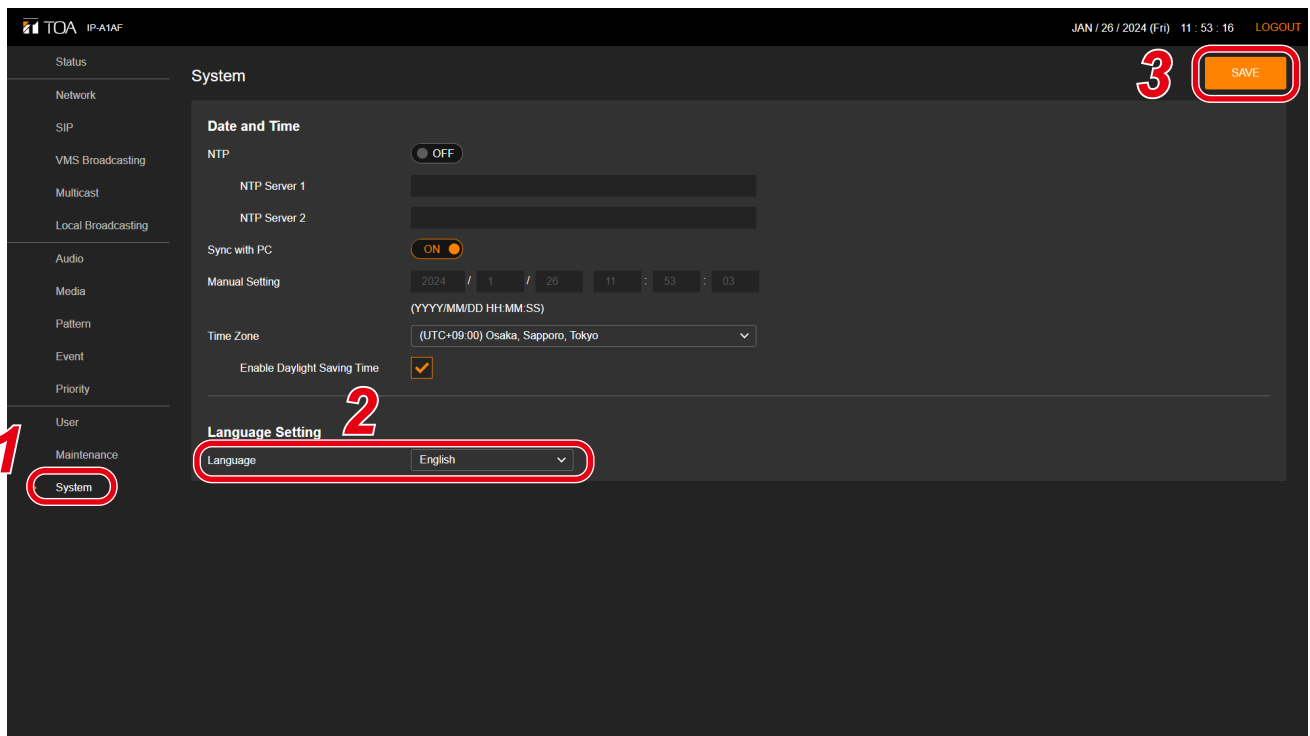 TOA IP-A1AF JAN / 26 / 2024 (Fri) 11 : 53 : 16 LOGOUT
Status
Network
SIP
VMS Broadcasting
Multicast
Local Broadcasting
Audio
Media
Pattern
Event
Priority
User
Maintenance
System
1
System
3
SAVE
Date and Time
NTP OFF
NTP Server 1
NTP Server 2
Sync with PC ON
Manual Setting 2024 / 1 / 26 11 : 53 : 03
(YYYY/MM/DD HH:MM:SS)
Time Zone (UTC+09:00) Osaka, Sapporo, Tokyo
Enable Daylight Saving Time
2
Language Setting
Language English